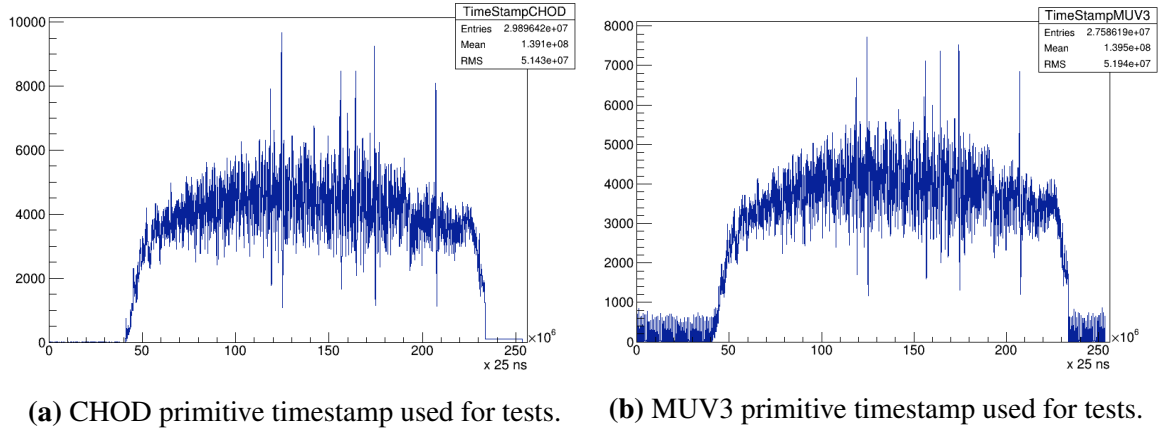 TimeStampCHOD
Entries 2.989642e+07
Mean 1.391e+08
RMS 5.143e+07
10000
8000
6000
4000
2000
0
0 50 100 150 200 250
×10^6
x 25 ns
(a) CHOD primitive timestamp used for tests.
TimeStampMUV3
Entries 2.758619e+07
Mean 1.395e+08
RMS 5.194e+07
8000
7000
6000
5000
4000
3000
2000
1000
0
0 50 100 150 200 250
×10^6
x 25 ns
(b) MUV3 primitive timestamp used for tests.